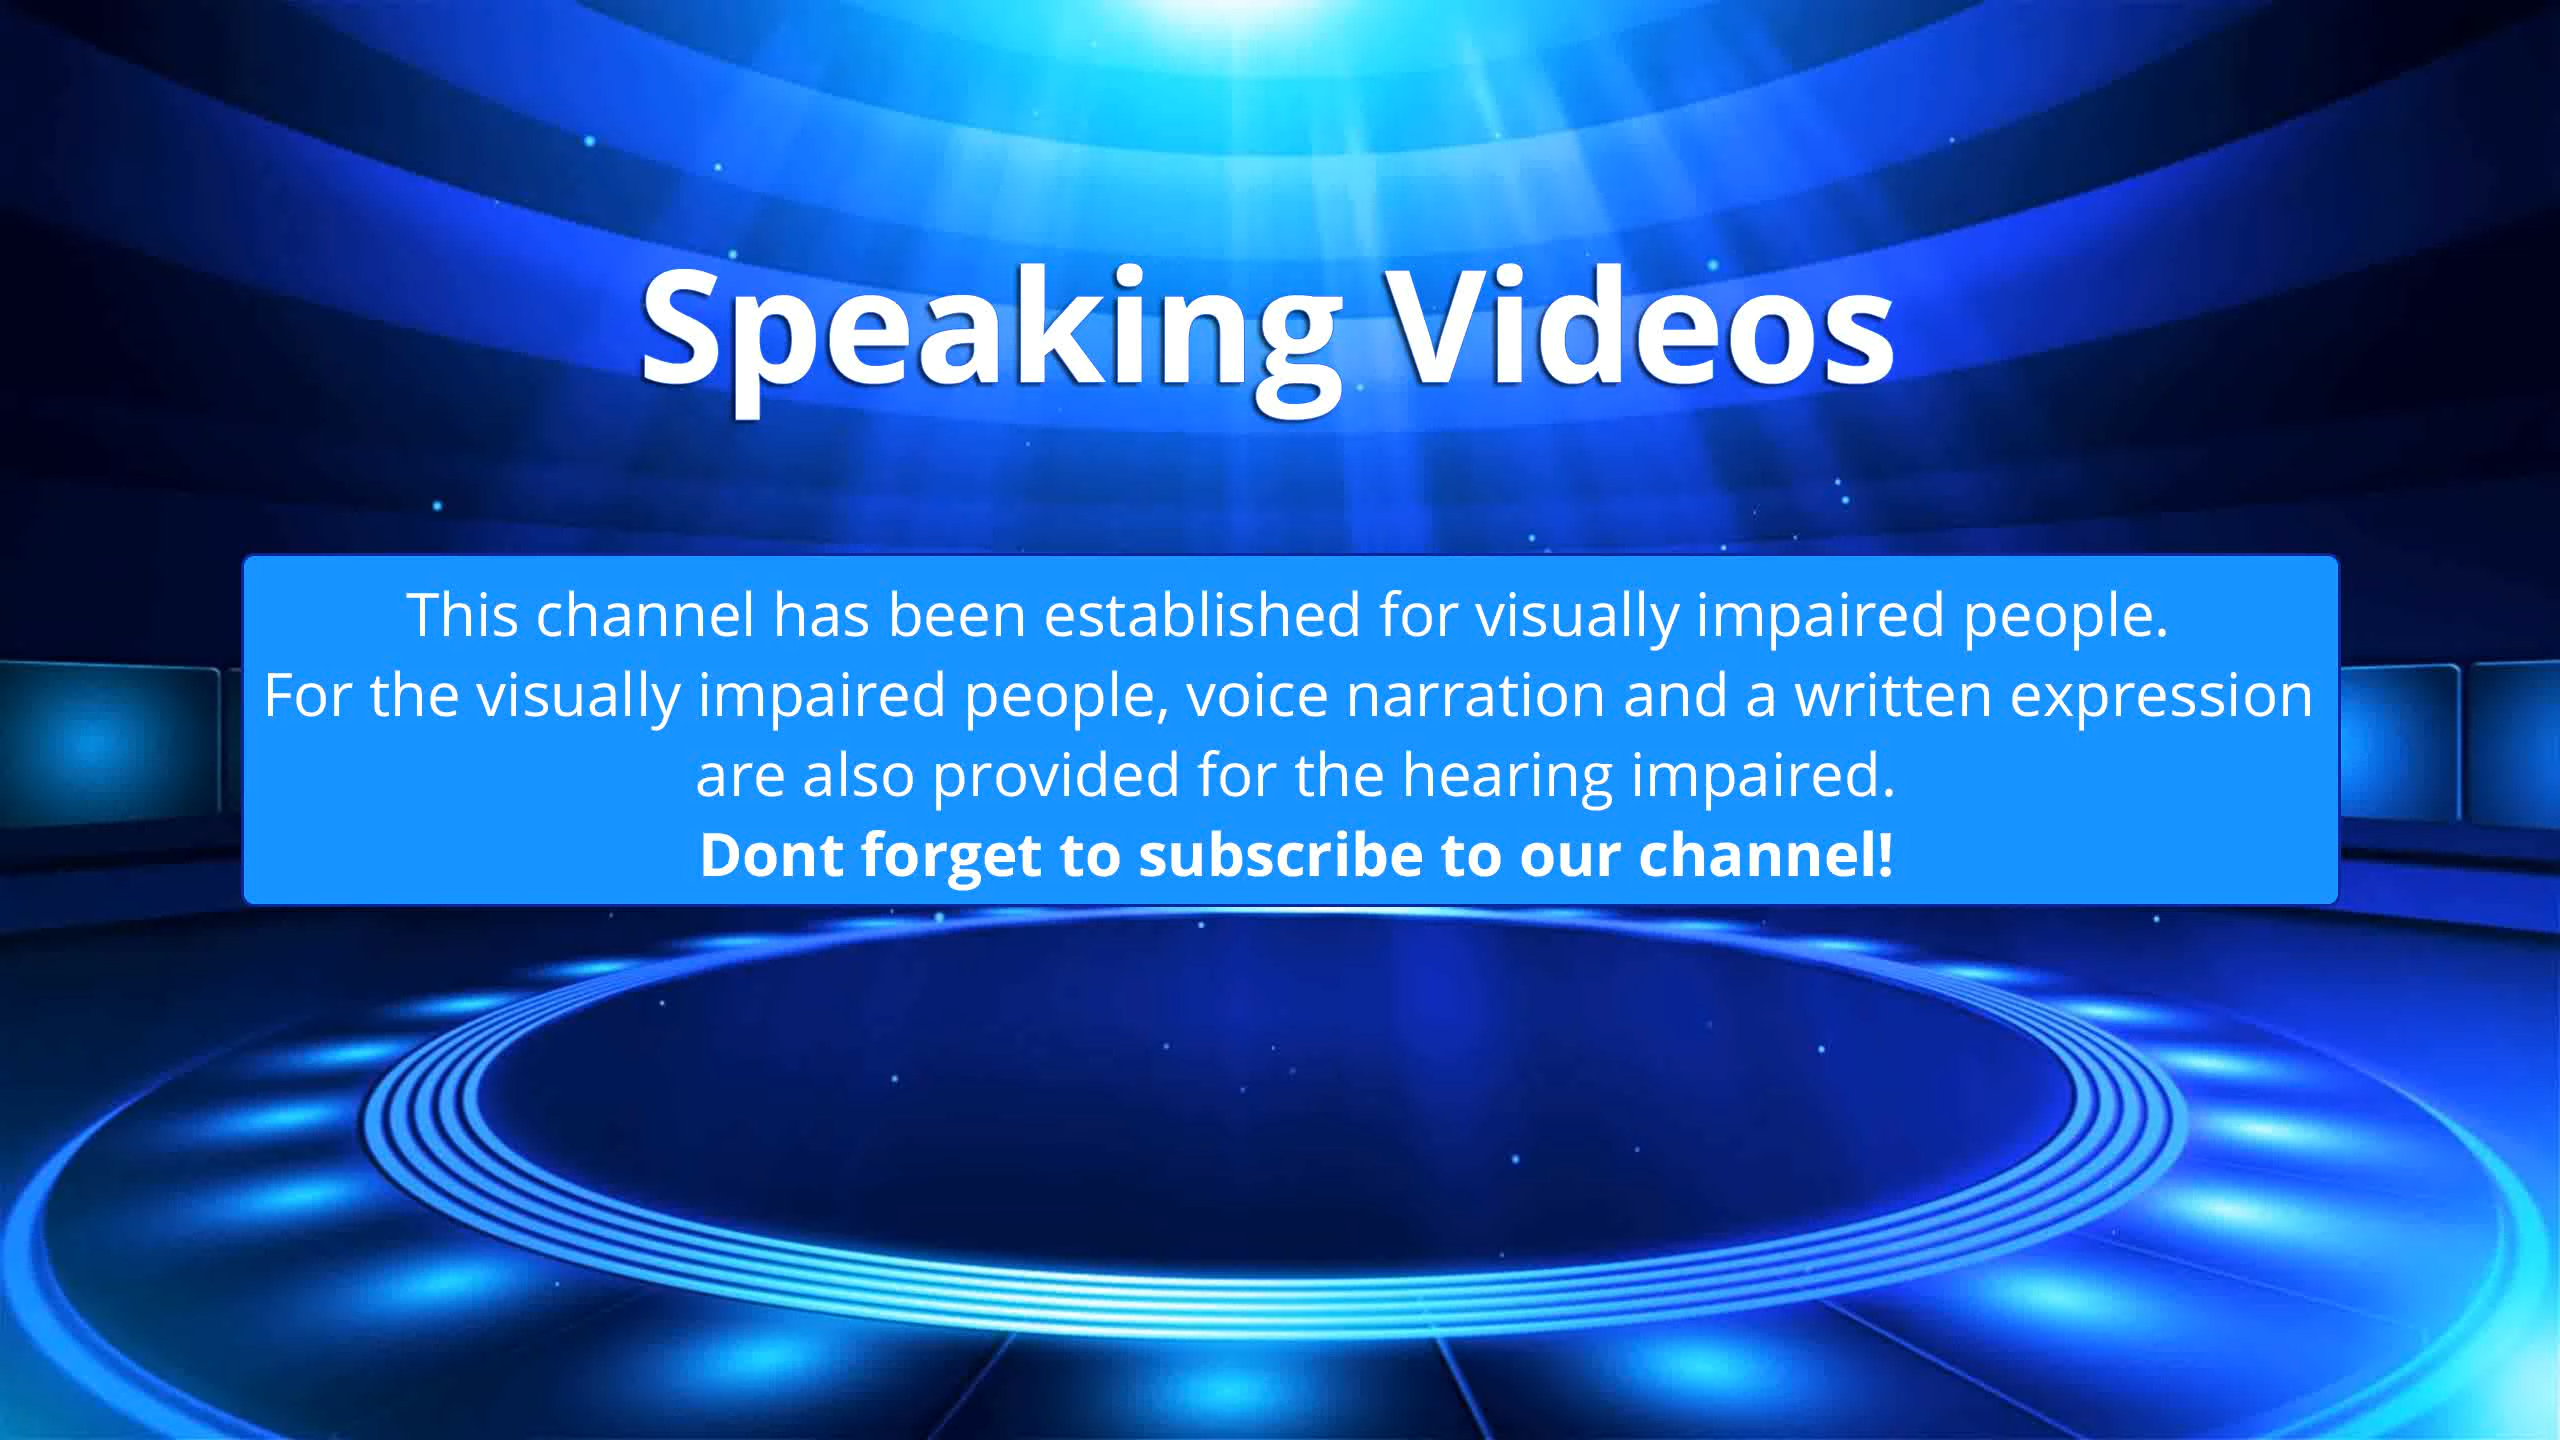 Speaking Videos
This channel has been established for visually impaired people.
For the visually impaired people, voice narration and a written expression
are also provided for the hearing impaired.
Dont forget to subscribe to our channel!